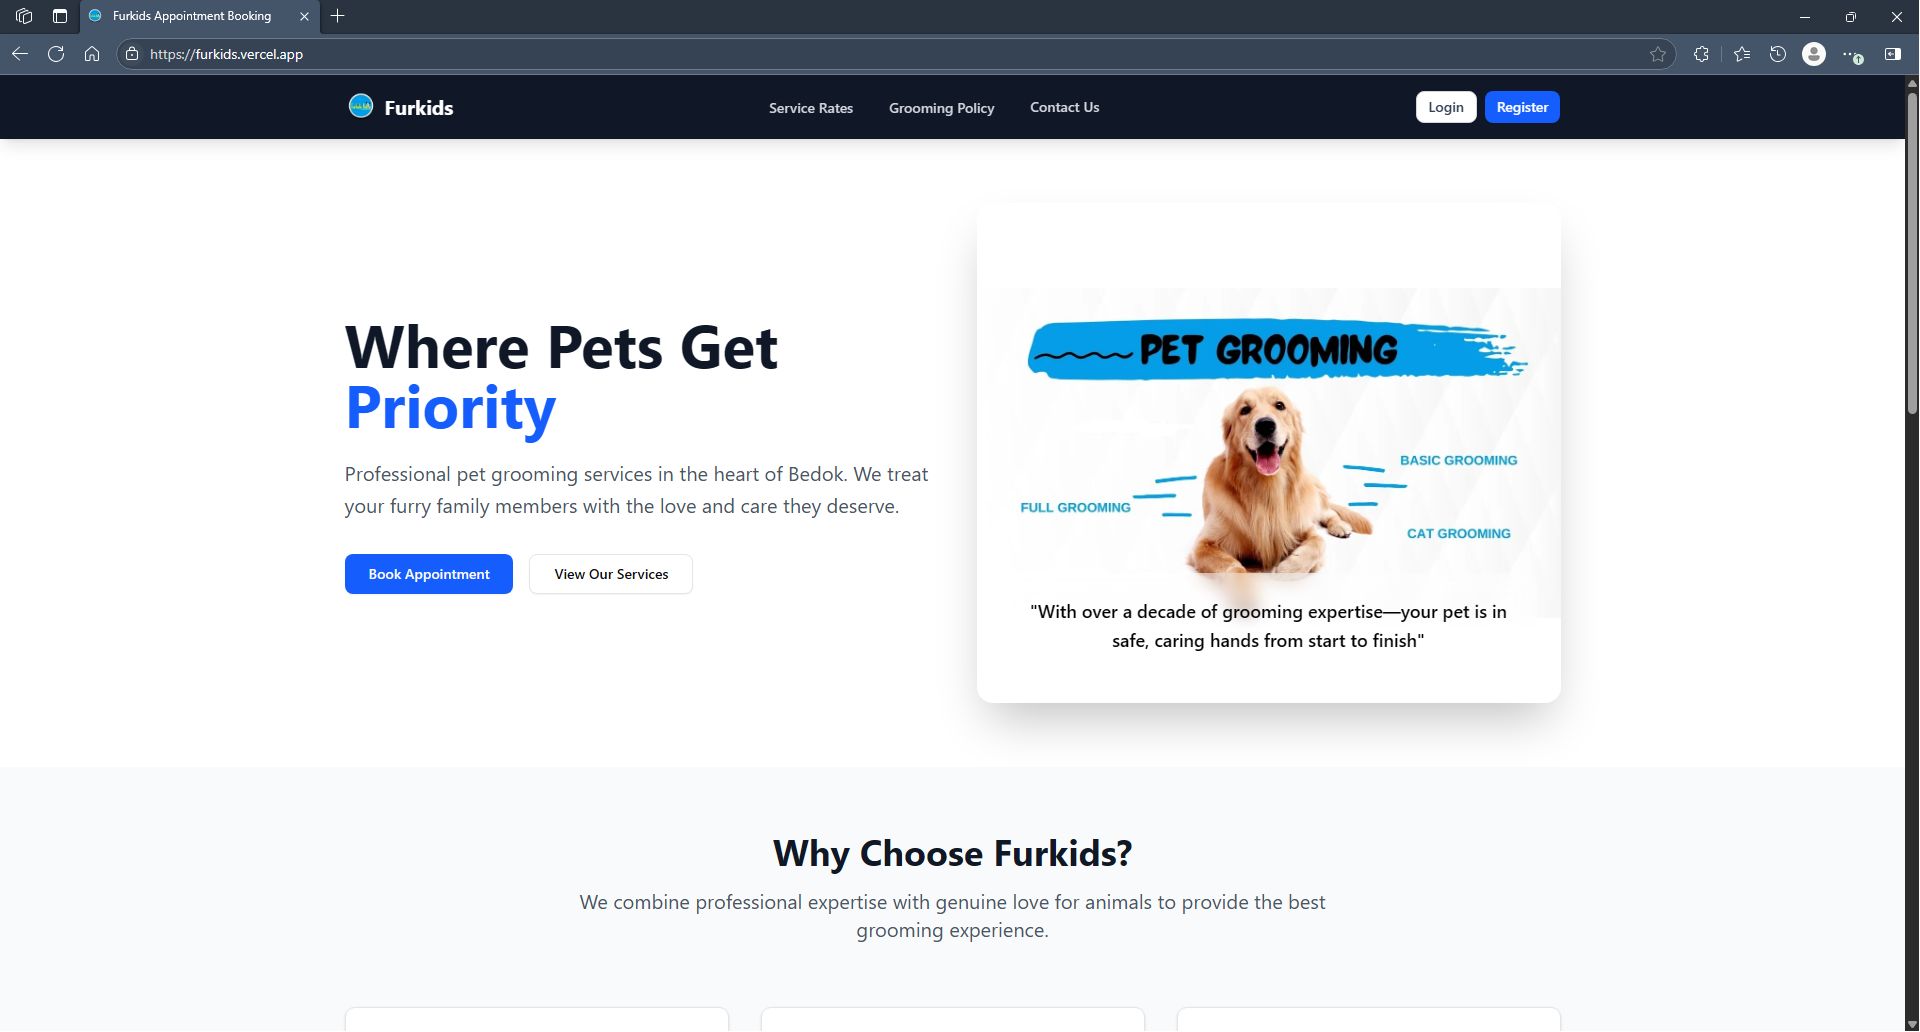 Furkids Appointment Booking
https://furkids.vercel.app
Furkids
Service Rates
Grooming Policy
Contact Us
Login
Register
Where Pets Get
Priority
Professional pet grooming services in the heart of Bedok. We treat
your furry family members with the love and care they deserve.
Book Appointment
View Our Services
PET GROOMING
BASIC GROOMING
FULL GROOMING
CAT GROOMING
"With over a decade of grooming expertise—your pet is in
safe, caring hands from start to finish"
Why Choose Furkids?
We combine professional expertise with genuine love for animals to provide the best
grooming experience.